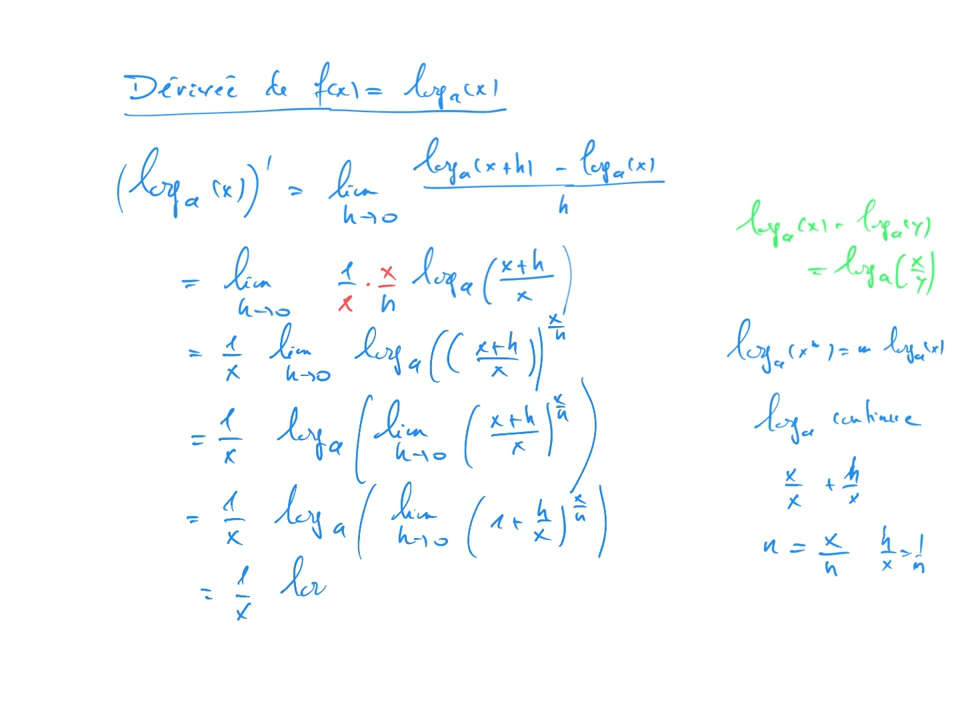 Dérivée de f(x) = log_a(x)
(log_a(x))' = lim_{h→0} (log_a(x+h) - log_a(x))/h
= lim_{h→0} 1/x · x/h log_a((x+h)/x)
= 1/x lim_{h→0} log_a(((x+h)/x)^{x/h})
= 1/x log_a(lim_{h→0} ((x+h)/x)^{x/h})
= 1/x log_a(lim_{h→0} (1 + h/x)^{x/h})
= 1/x lo
log_a(x) - log_a(y)
= log_a(x/y)
log_a(x^n) = n log_a(x)
log_a continue
x/x + h/x
n = x/h h/x = 1/n